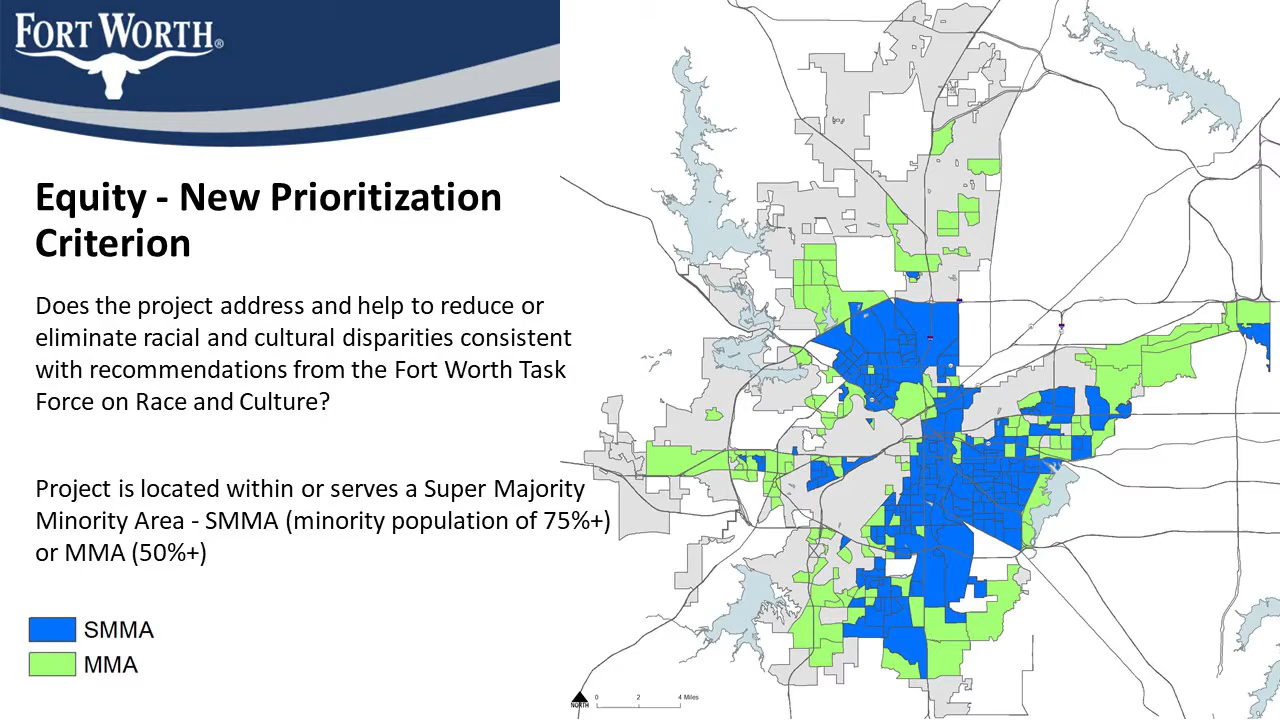 FORT WORTH®
Equity - New Prioritization
Criterion
Does the project address and help to reduce or
eliminate racial and cultural disparities consistent
with recommendations from the Fort Worth Task
Force on Race and Culture?
Project is located within or serves a Super Majority
Minority Area - SMMA (minority population of 75%+)
or MMA (50%+)
SMMA
MMA
NORTH
0 2 4 Miles